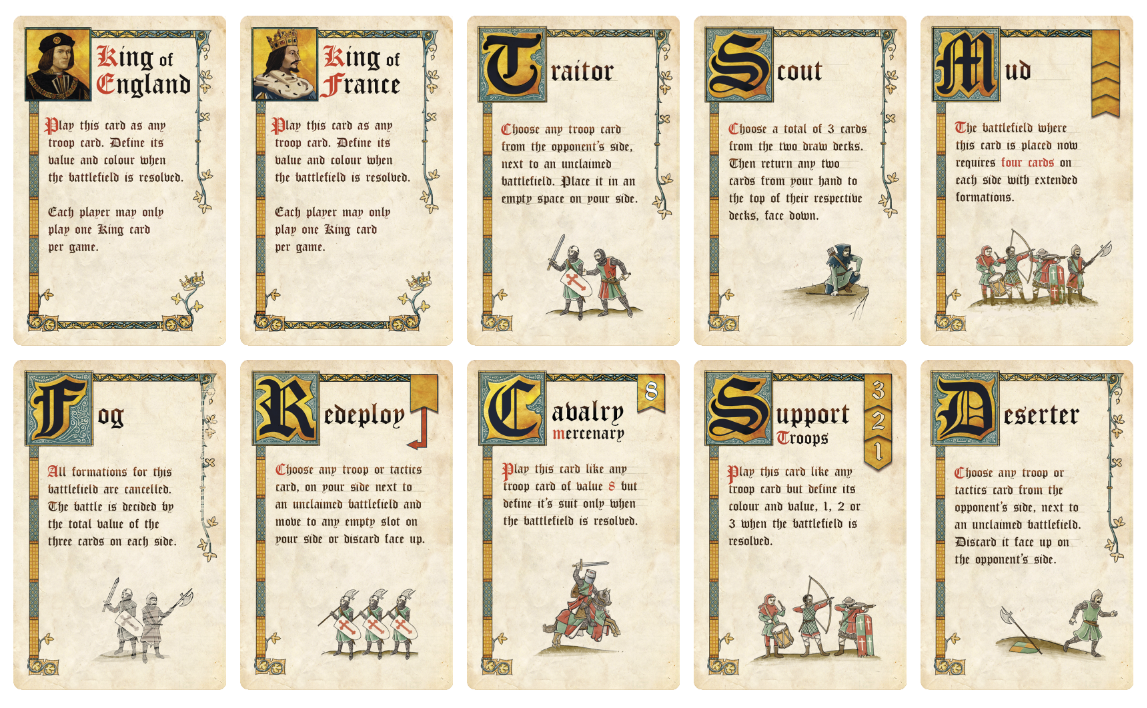 King of
England
Play this card as any
troop card. Define its
value and colour when
the battlefield is resolved.
Each player may only
play one King card
per game.
King of
France
Play this card as any
troop card. Define its
value and colour when
the battlefield is resolved.
Each player may only
play one King card
per game.
Traitor
Choose any troop card
from the opponent's side,
next to an unclaimed
battlefield. Place it in an
empty space on your side.
Scout
Choose a total of 3 cards
from the two draw decks.
Then return any two
cards from your hand to
the top of their respective
decks, face down.
Mud
The battlefield where
this card is placed now
requires four cards on
each side with extended
formations.
Fog
All formations for this
battlefield are cancelled.
The battle is decided by
the total value of the
three cards on each side.
Redeploy
Choose any troop or tactics
card, on your side next to
an unclaimed battlefield and
move to any empty slot on
your side or discard face up.
Cavalry
mercenary
8
Play this card like any
troop card of value 8 but
define it's suit only when
the battlefield is resolved.
Support
Troops
3
2
1
Play this card like any
troop card but define its
colour and value, 1, 2 or
3 when the battlefield is
resolved.
Deserter
Choose any troop or
tactics card from the
opponent's side, next to
an unclaimed battlefield.
Discard it face up on
the opponent's side.